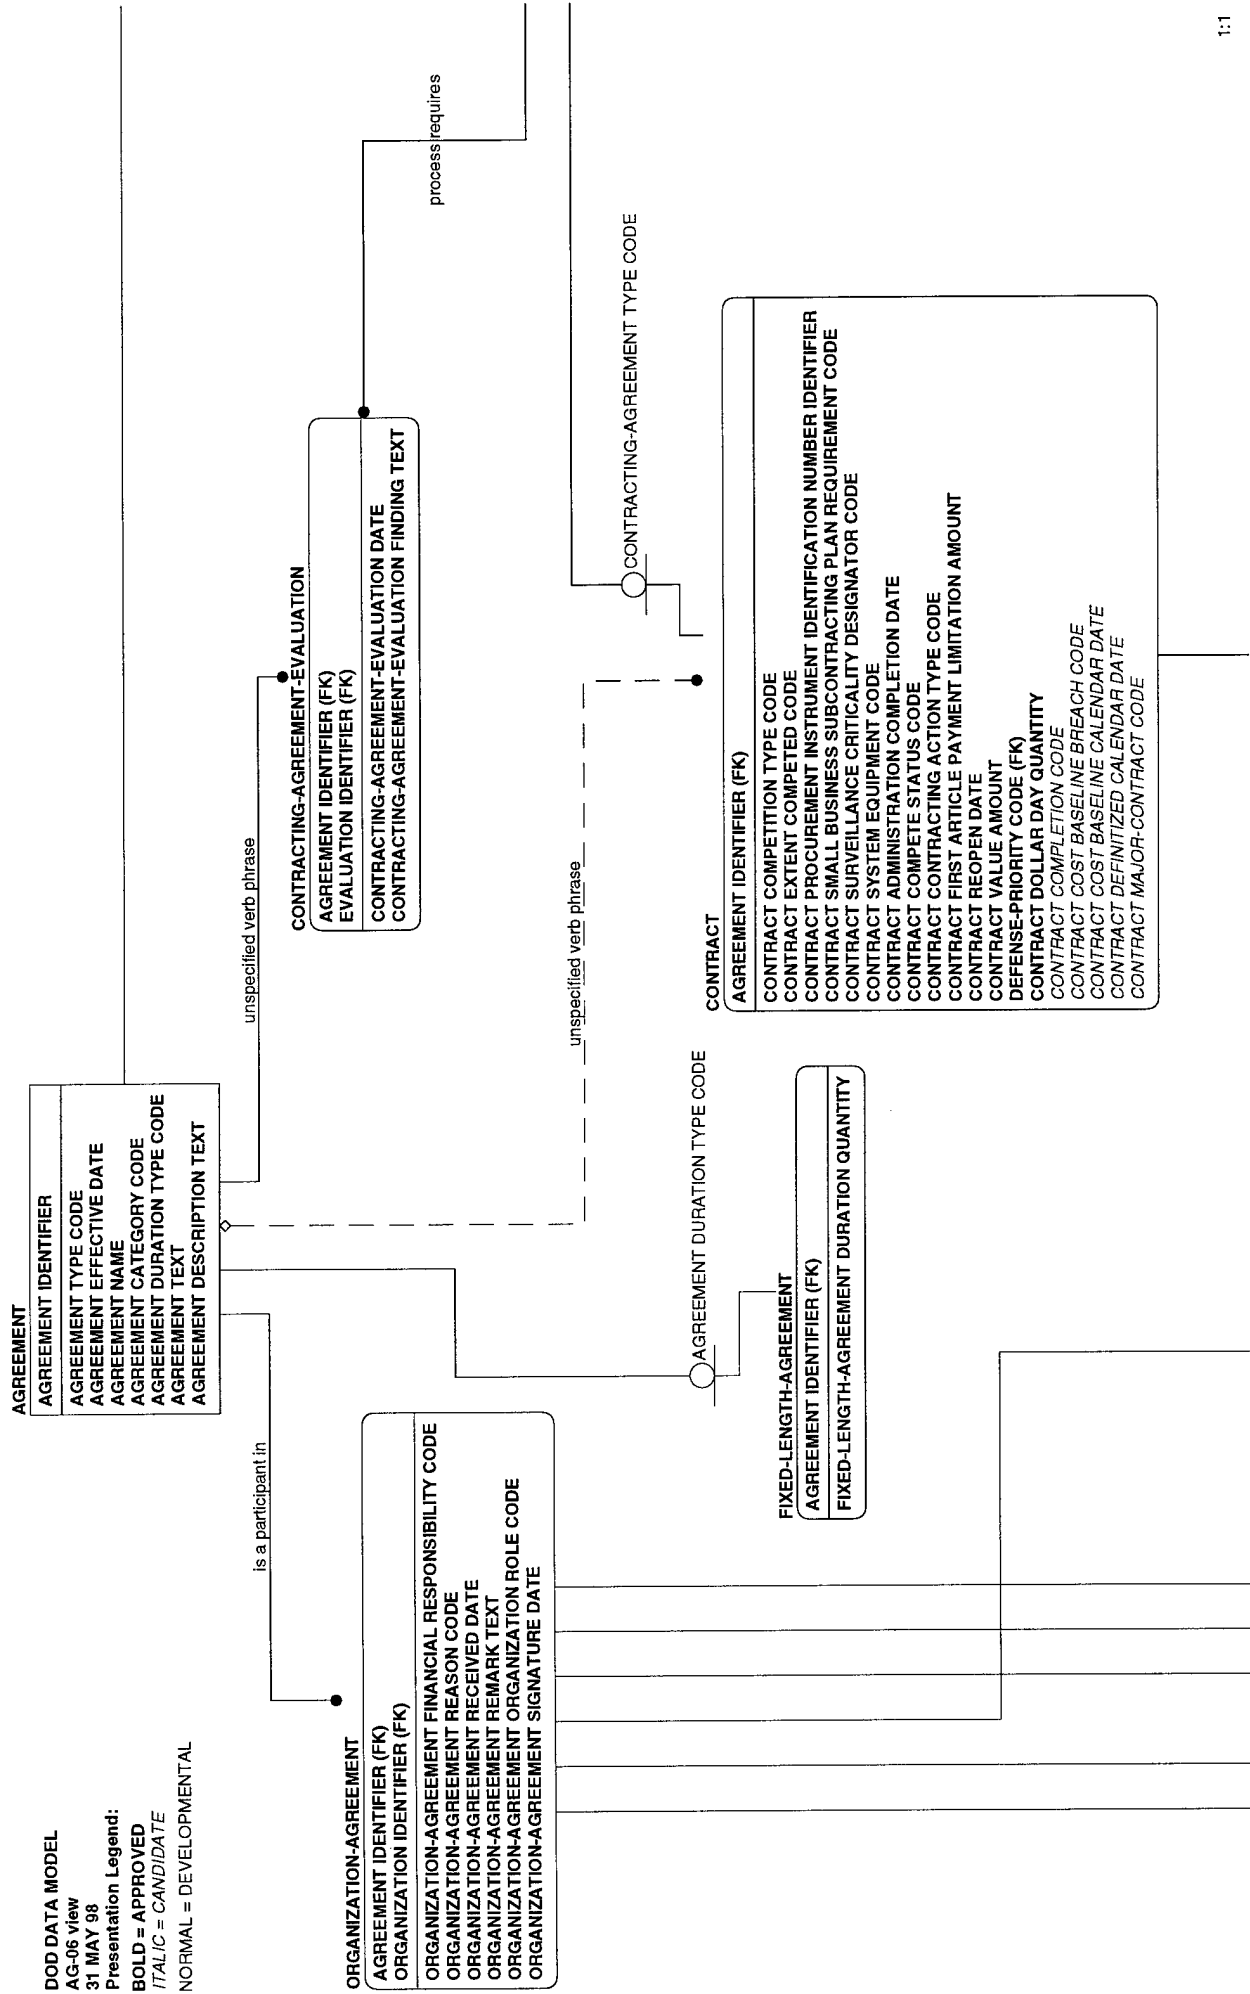 DOD DATA MODEL
AG-06 view
31 MAY 98
Presentation Legend:
BOLD = APPROVED
ITALIC = CANDIDATE
NORMAL = DEVELOPMENTAL
AGREEMENT
AGREEMENT IDENTIFIER
AGREEMENT TYPE CODE
AGREEMENT EFFECTIVE DATE
AGREEMENT NAME
AGREEMENT CATEGORY CODE
AGREEMENT DURATION TYPE CODE
AGREEMENT TEXT
AGREEMENT DESCRIPTION TEXT
is a participant in
unspecified verb phrase
ORGANIZATION-AGREEMENT
AGREEMENT IDENTIFIER (FK)
ORGANIZATION IDENTIFIER (FK)
ORGANIZATION-AGREEMENT FINANCIAL RESPONSIBILITY CODE
ORGANIZATION-AGREEMENT REASON CODE
ORGANIZATION-AGREEMENT RECEIVED DATE
ORGANIZATION-AGREEMENT REMARK TEXT
ORGANIZATION-AGREEMENT ORGANIZATION ROLE CODE
ORGANIZATION-AGREEMENT SIGNATURE DATE
CONTRACTING-AGREEMENT-EVALUATION
AGREEMENT IDENTIFIER (FK)
EVALUATION IDENTIFIER (FK)
CONTRACTING-AGREEMENT-EVALUATION DATE
CONTRACTING-AGREEMENT-EVALUATION FINDING TEXT
process requires
unspecified verb phrase
AGREEMENT DURATION TYPE CODE
CONTRACTING-AGREEMENT TYPE CODE
FIXED-LENGTH-AGREEMENT
AGREEMENT IDENTIFIER (FK)
FIXED-LENGTH-AGREEMENT DURATION QUANTITY
CONTRACT
AGREEMENT IDENTIFIER (FK)
CONTRACT COMPETITION TYPE CODE
CONTRACT EXTENT COMPETED CODE
CONTRACT PROCUREMENT INSTRUMENT IDENTIFICATION NUMBER IDENTIFIER
CONTRACT SMALL BUSINESS SUBCONTRACTING PLAN REQUIREMENT CODE
CONTRACT SURVEILLANCE CRITICALITY DESIGNATOR CODE
CONTRACT SYSTEM EQUIPMENT CODE
CONTRACT ADMINISTRATION COMPLETION DATE
CONTRACT COMPETE STATUS CODE
CONTRACT CONTRACTING ACTION TYPE CODE
CONTRACT FIRST ARTICLE PAYMENT LIMITATION AMOUNT
CONTRACT REOPEN DATE
CONTRACT VALUE AMOUNT
DEFENSE-PRIORITY CODE (FK)
CONTRACT DOLLAR DAY QUANTITY
CONTRACT COMPLETION CODE
CONTRACT COST BASELINE BREACH CODE
CONTRACT COST BASELINE CALENDAR DATE
CONTRACT DEFINITIZED CALENDAR DATE
CONTRACT MAJOR-CONTRACT CODE
1:1